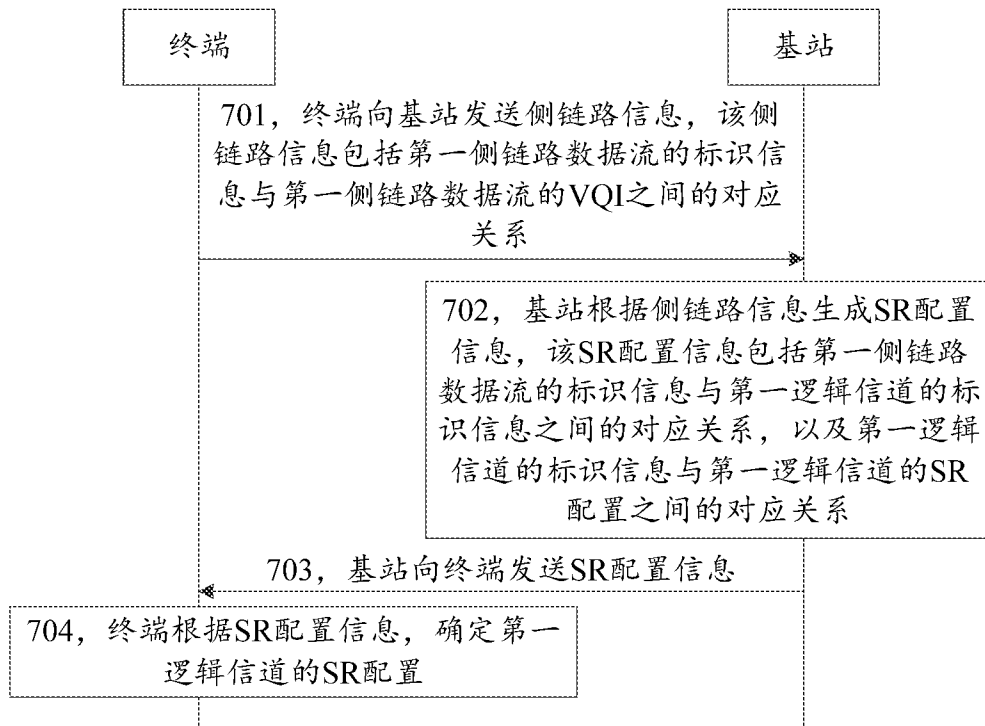 终端
基站
701，终端向基站发送侧链路信息，该侧
链路信息包括第一侧链路数据流的标识信
息与第一侧链路数据流的VQI之间的对应
关系
702，基站根据侧链路信息生成SR配置
信息，该SR配置信息包括第一侧链路
数据流的标识信息与第一逻辑信道的标
识信息之间的对应关系，以及第一逻辑
信道的标识信息与第一逻辑信道的SR
配置之间的对应关系
703，基站向终端发送SR配置信息
704，终端根据SR配置信息，确定第一
逻辑信道的SR配置